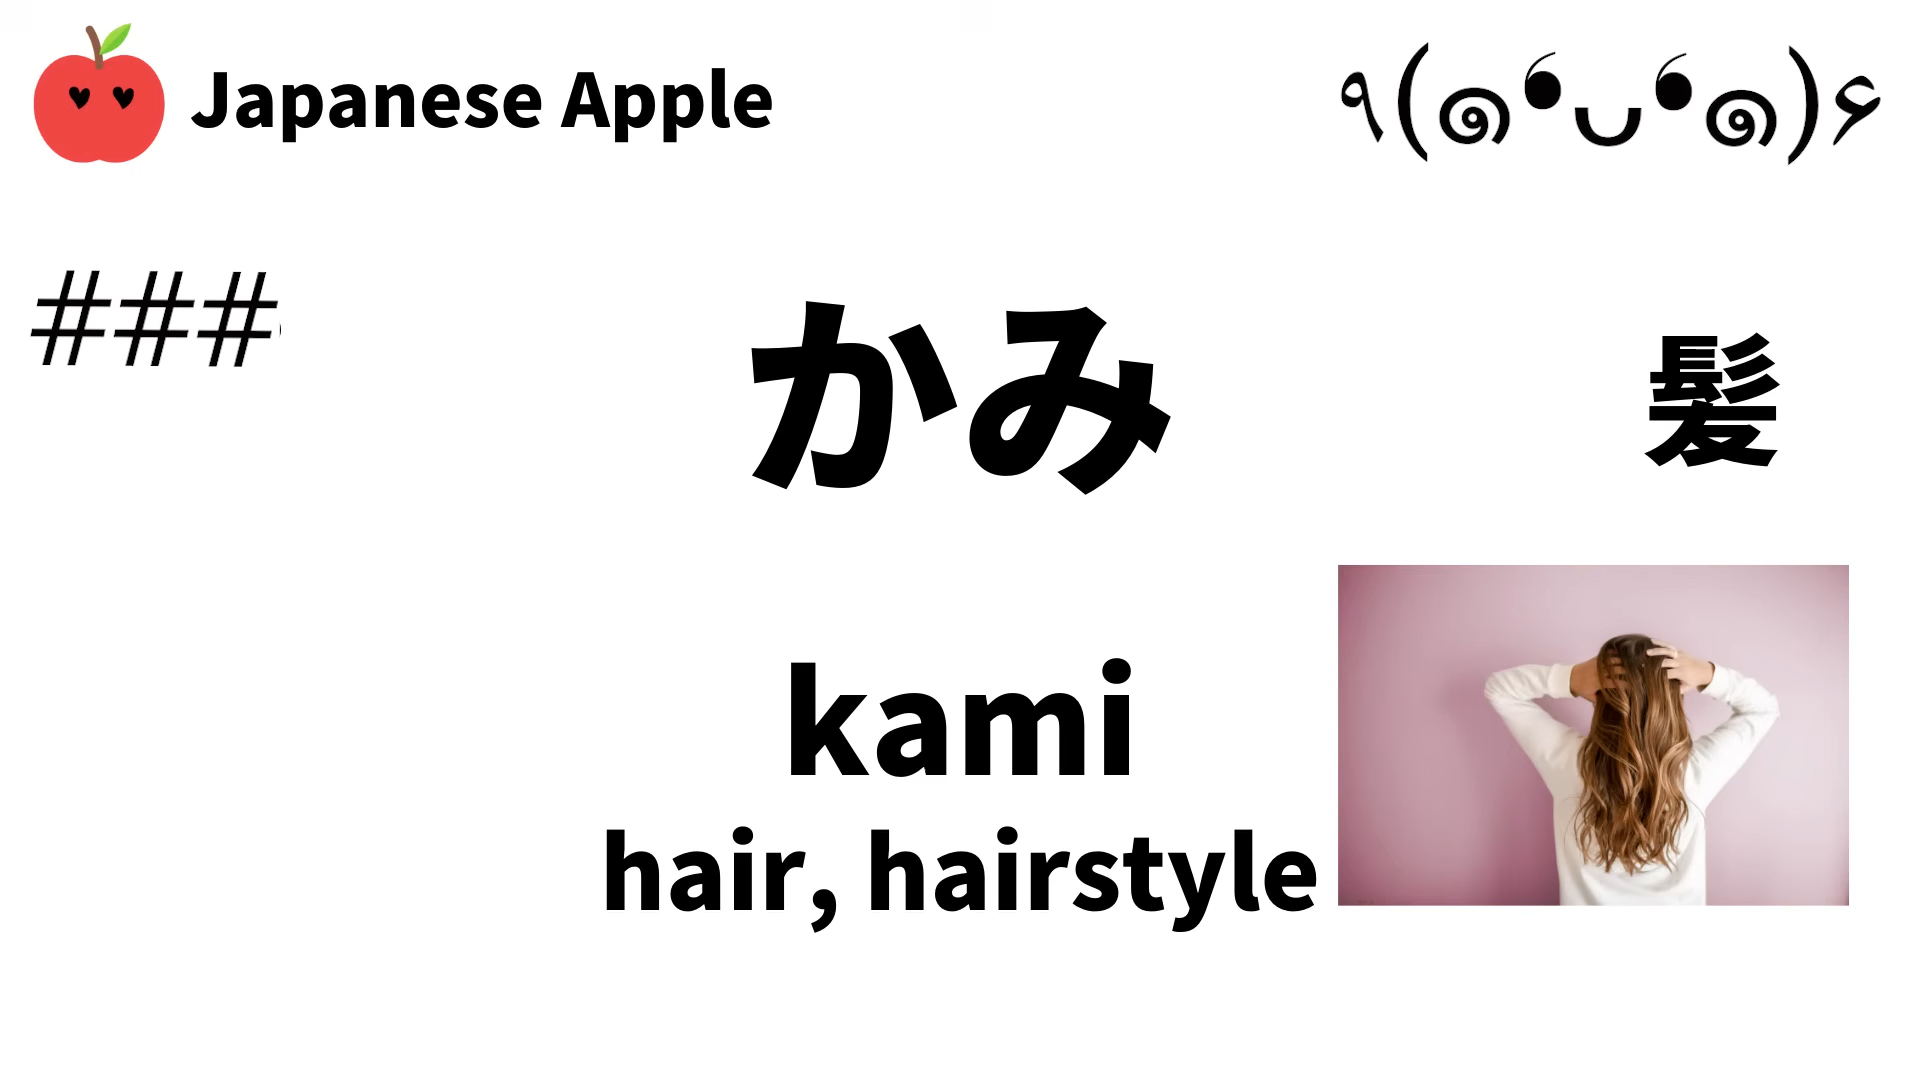 Japanese Apple
٩(๑❛ᴗ❛๑)۶
###
かみ
髪
kami
hair, hairstyle